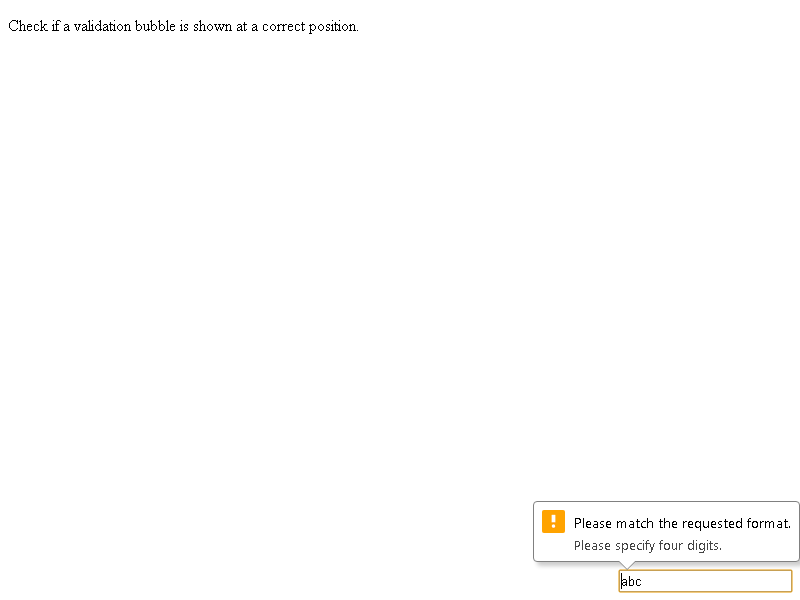 Check if a validation bubble is shown at a correct position.
Please match the requested format.
Please specify four digits.
abc